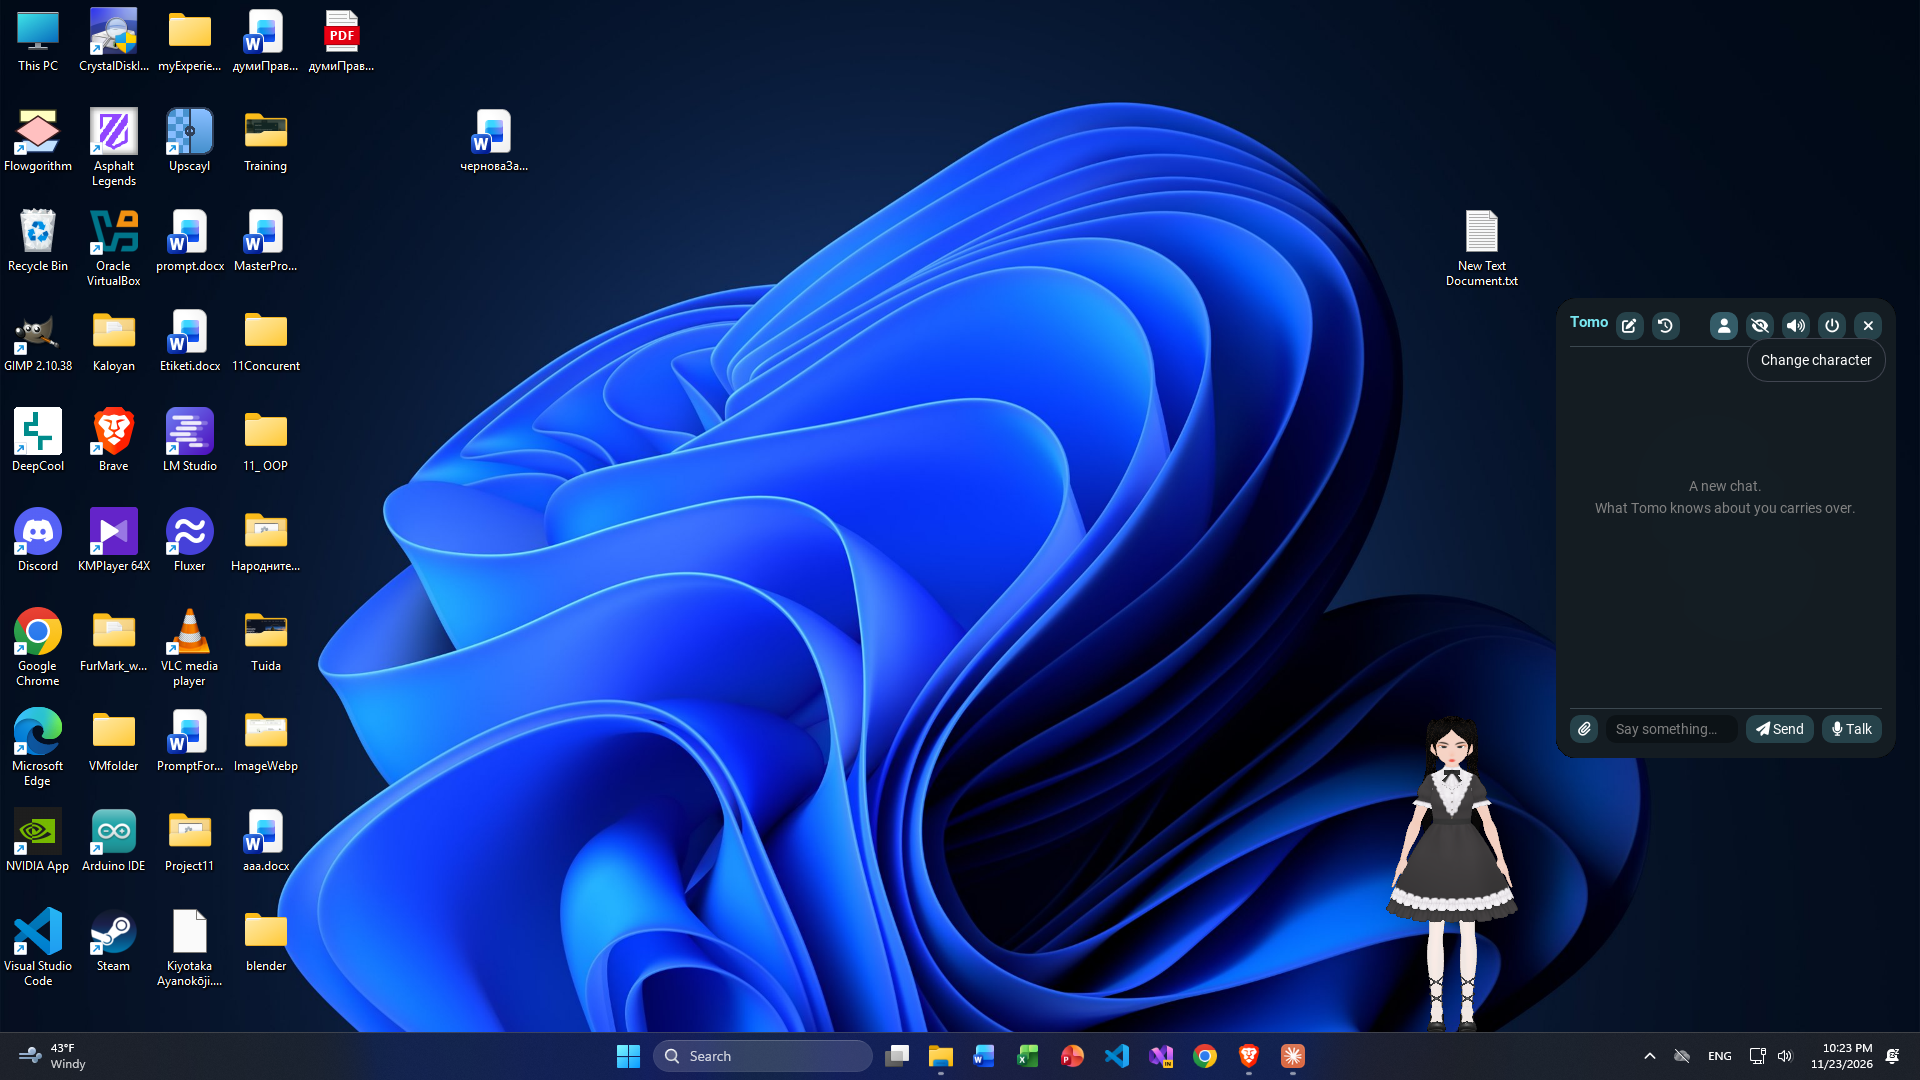 This PC
CrystalDiskI...
myExperie...
думиПрав...
думиПрав...
PDF
Flowgorithm
Asphalt
Legends
Upscayl
Training
черноваЗа...
Recycle Bin
Oracle
VirtualBox
prompt.docx
MasterPro...
New Text
Document.txt
GIMP 2.10.38
Kaloyan
Etiketi.docx
11Concurent
DeepCool
Brave
LM Studio
11_ OOP
Discord
KMPlayer 64X
Fluxer
Народните...
Google
Chrome
FurMark_w...
VLC media
player
Tuida
Microsoft
Edge
VMfolder
PromptFor...
ImageWebp
NVIDIA App
Arduino IDE
Project11
aaa.docx
Visual Studio
Code
Steam
Kiyotaka
Ayanokōji....
blender
Tomo
Change character
A new chat.
What Tomo knows about you carries over.
Say something...
Send
Talk
43°F
Windy
Search
ENG
10:23 PM
11/23/2026